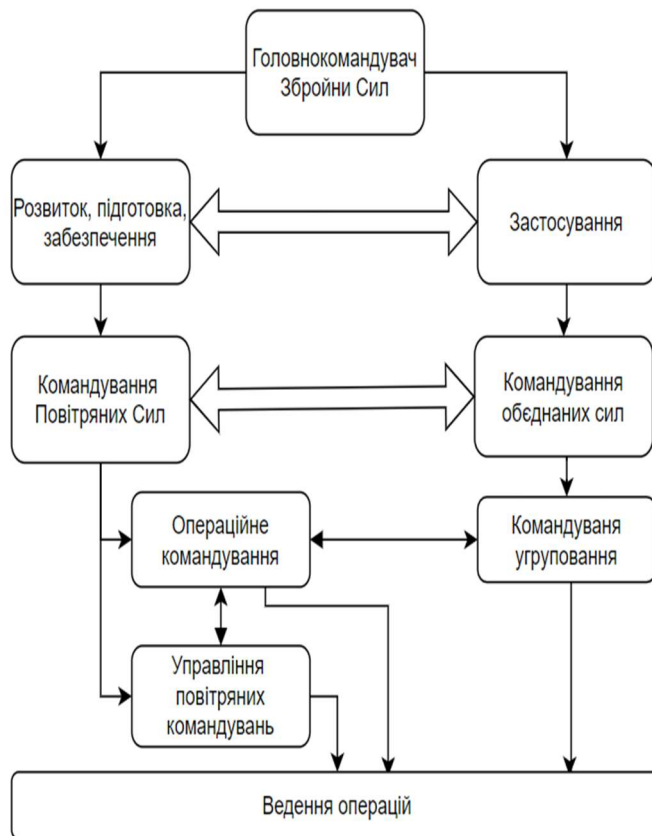 Головнокомандувач
Збройни Сил
Розвиток, підготовка,
забезпечення
Застосування
Командування
Повітряних Сил
Командування
обєднаних сил
Операційне
командування
Командуваня
угруповання
Управління
повітряних
командувань
Ведення операцій